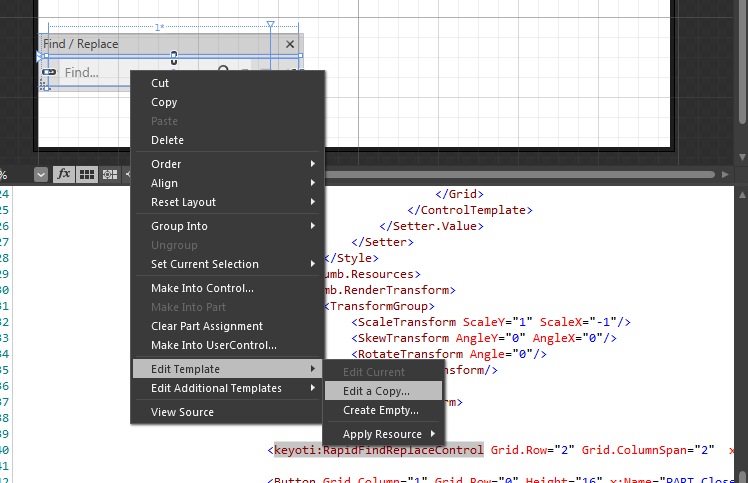 1*
Find / Replace
Find...
Cut
Copy
Paste
Delete
Order
Align
Reset Layout
Group Into
Ungroup
Set Current Selection
Make Into Control...
Make Into Part
Clear Part Assignment
Make Into UserControl...
Edit Template
Edit Additional Templates
View Source
Edit Current
Edit a Copy...
Create Empty...
Apply Resource
% fx
24 </Grid>
25 </ControlTemplate>
26 </Setter.Value>
27 </Setter>
28 </Style>
29 umb.Resources>
30 umb.RenderTransform>
31 <TransformGroup>
32 <ScaleTransform ScaleY="1" ScaleX="-1"/>
33 <SkewTransform AngleY="0" AngleX="0"/>
34 <RotateTransform Angle="0"/>
35 ansform/>
36
37 rm>
38
39
40 <keyoti:RapidFindReplaceControl Grid.Row="2" Grid.ColumnSpan="2" x
41
42 <Button Grid.Column="1" Grid.Row="0" Height="16" x:Name="PART_Close